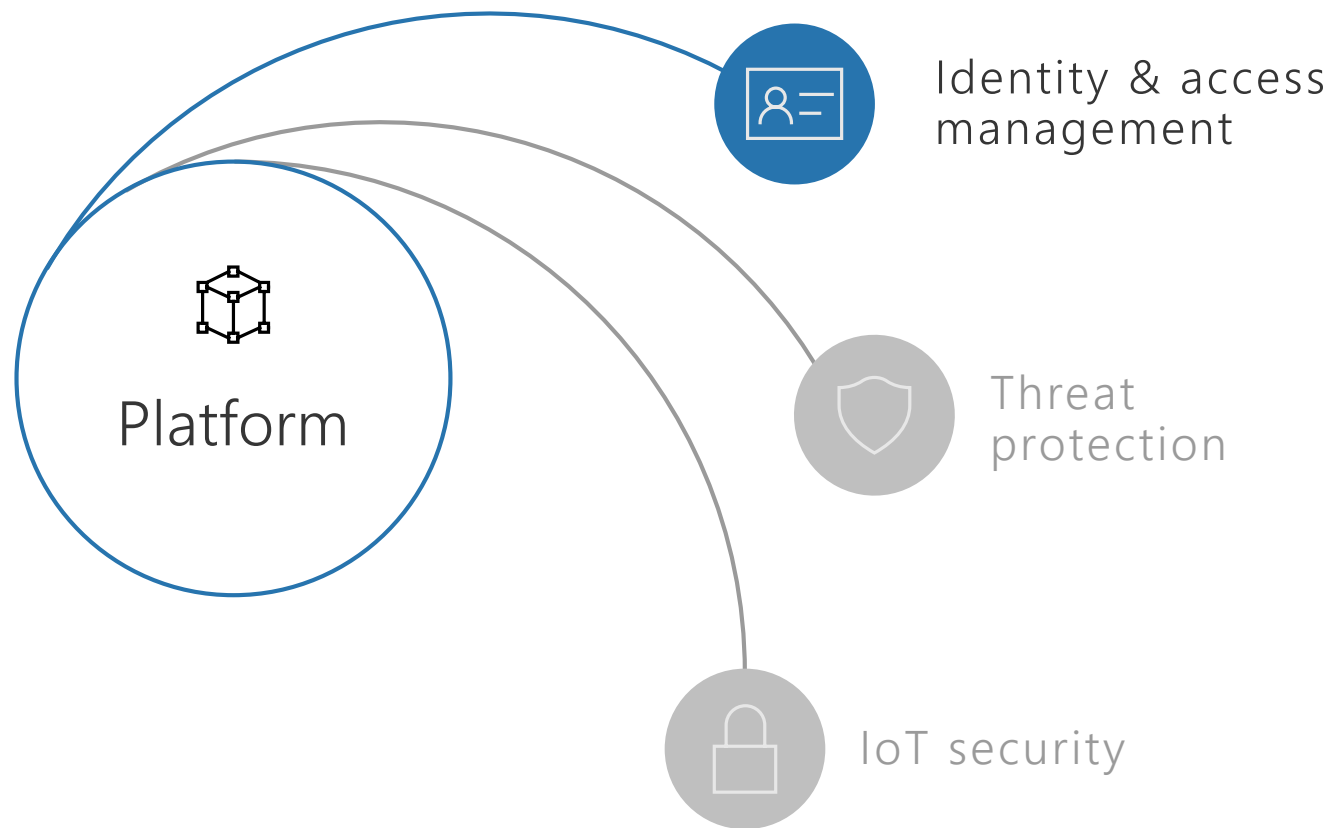 Identity & access
management
Platform
Threat
protection
IoT security